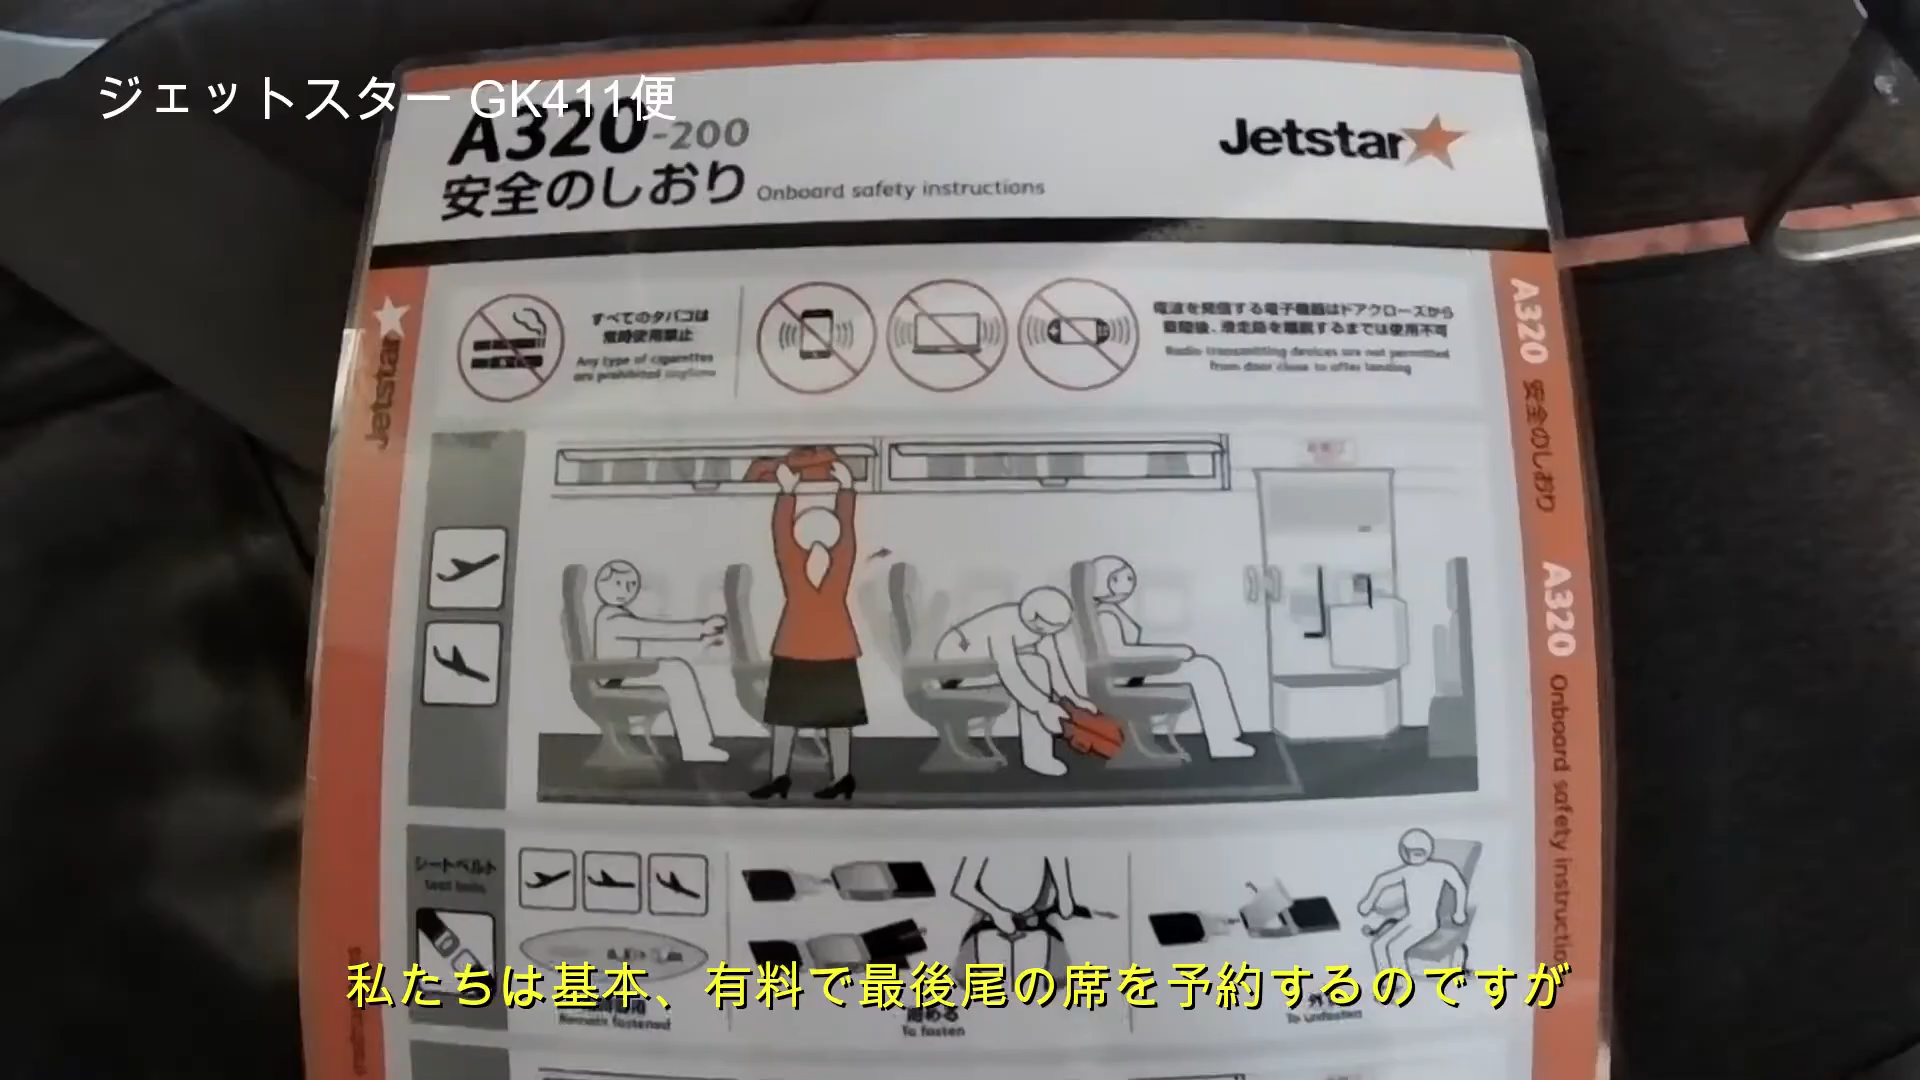 ジェットスター GK411便
A320-200
Jetstar
安全のしおり Onboard safety instructions
すべてのタバコは
常時使用禁止
Any type of cigarettes
are prohibited anytime
電波を発信する電子機器はドアクローズから
着陸後、滑走路を離脱するまでは使用不可
Radio transmitting devices are not permitted
from door close to after landing
Jetstar
A320 安全のしおり
A320 Onboard safety instructions
シートベルト
Seat belts
私たちは基本、有料で最後尾の席を予約するのですが
Remain fastened
締める
To fasten
To unfasten